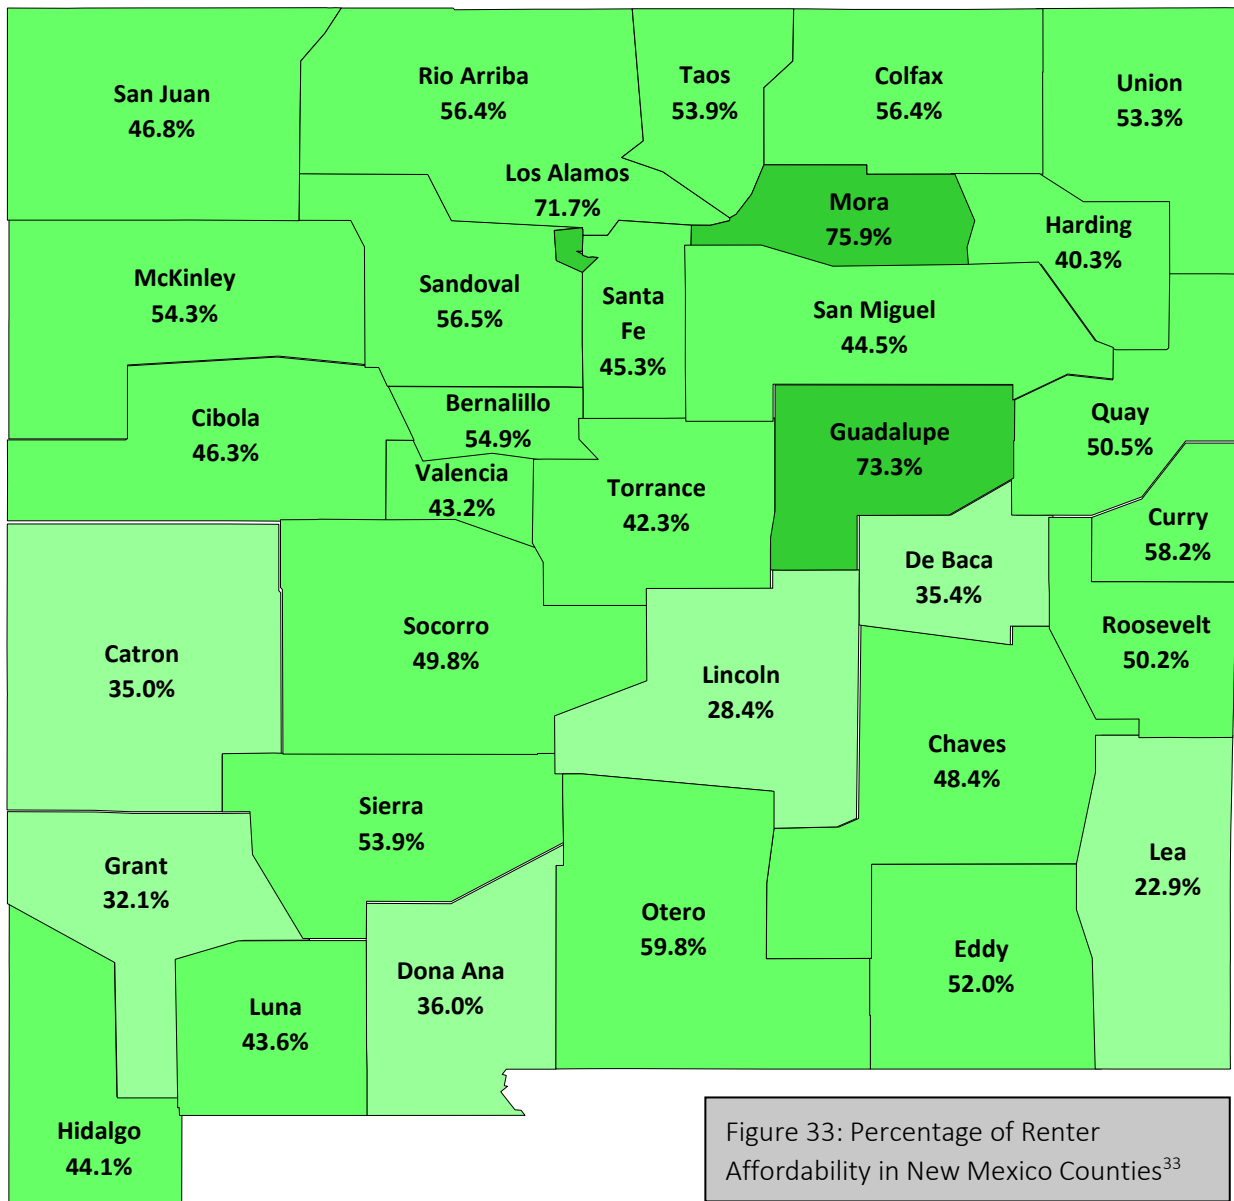 San Juan
46.8%
Rio Arriba
56.4%
Taos
53.9%
Colfax
56.4%
Union
53.3%
Los Alamos
71.7%
Mora
75.9%
Harding
40.3%
McKinley
54.3%
Sandoval
56.5%
Santa
Fe
45.3%
San Miguel
44.5%
Cibola
46.3%
Bernalillo
54.9%
Valencia
43.2%
Torrance
42.3%
Guadalupe
73.3%
Quay
50.5%
Curry
58.2%
De Baca
35.4%
Roosevelt
50.2%
Catron
35.0%
Socorro
49.8%
Lincoln
28.4%
Chaves
48.4%
Sierra
53.9%
Grant
32.1%
Lea
22.9%
Otero
59.8%
Eddy
52.0%
Dona Ana
36.0%
Luna
43.6%
Hidalgo
44.1%
Figure 33: Percentage of Renter
Affordability in New Mexico Counties³³